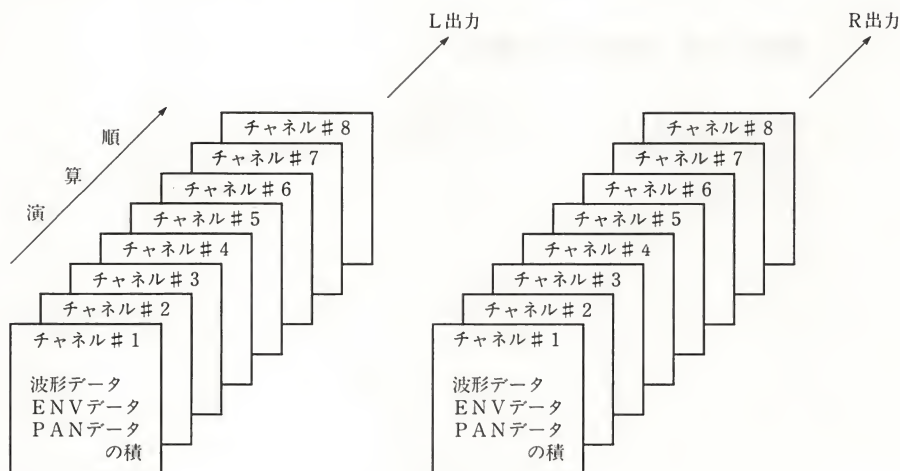 L出力
R出力
演算順
チャネル♯8
チャネル♯7
チャネル♯6
チャネル♯5
チャネル♯4
チャネル♯3
チャネル♯2
チャネル♯1
波形データ
ENVデータ
PANデータ
の積
チャネル♯8
チャネル♯7
チャネル♯6
チャネル♯5
チャネル♯4
チャネル♯3
チャネル♯2
チャネル♯1
波形データ
ENVデータ
PANデータ
の積